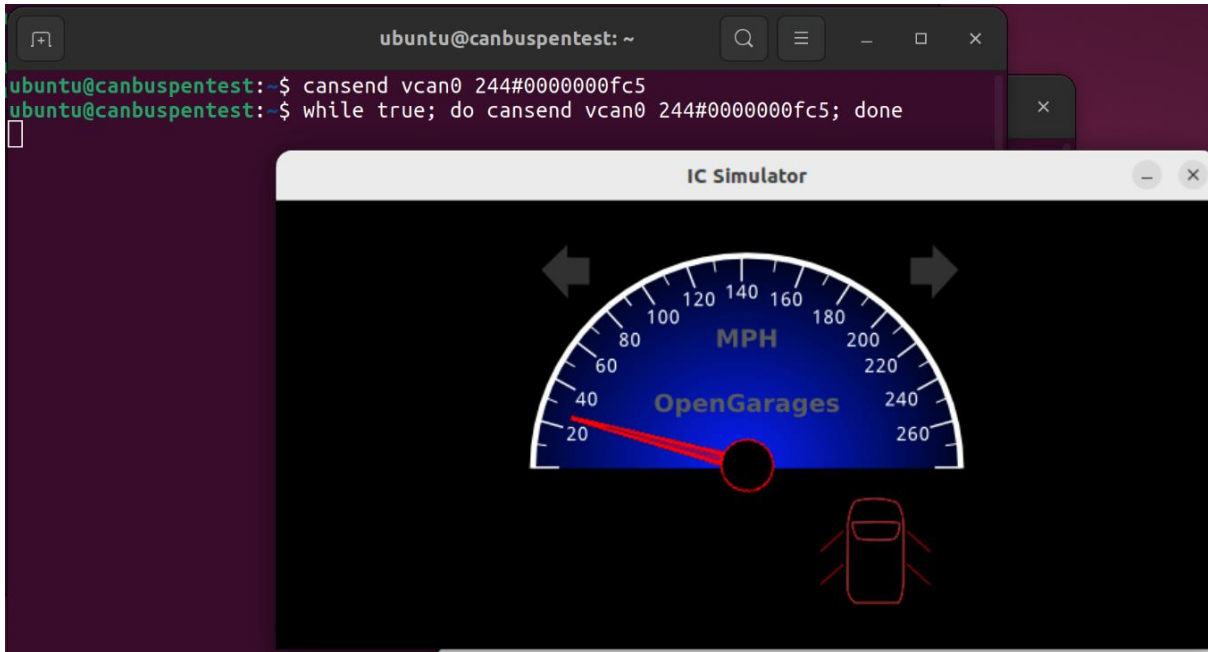 ubuntu@canbuspentest: ~
ubuntu@canbuspentest:~$ cansend vcan0 244#0000000fc5
ubuntu@canbuspentest:~$ while true; do cansend vcan0 244#0000000fc5; done
IC Simulator
20
40
60
80
100
120
140
160
180
200
220
240
260
MPH
OpenGarages